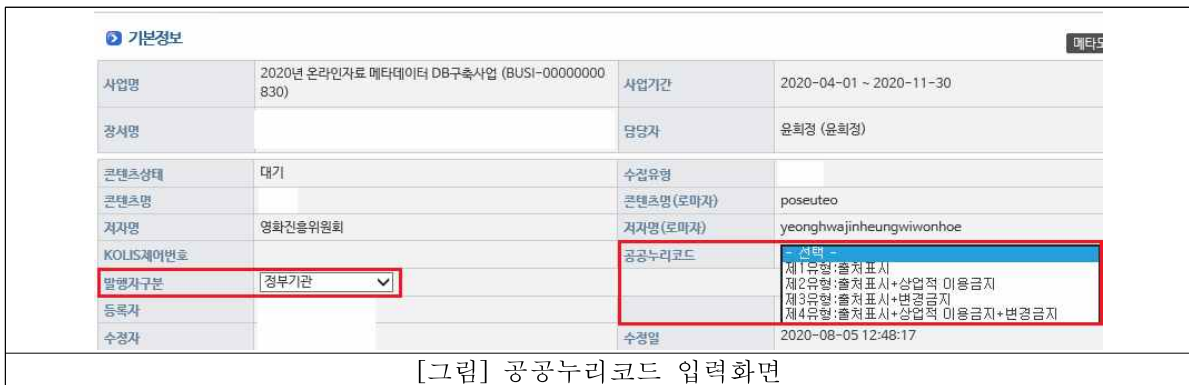 기본정보
메타
사업명 2020년 온라인자료 메타데이터 DB구축사업 (BUSI-00000000
830) 사업기간 2020-04-01 ~ 2020-11-30
장서명 담당자 윤희정 (윤희정)
콘텐츠상태 대기 수집유형
콘텐츠명 콘텐츠명(로마자) poseuteo
저자명 영화진흥위원회 저자명(로마자) yeonghwajinheungwiwonhoe
KOLIS제어번호 공공누리코드 - 선택 -
제1유형:출처표시
발행자구분 정부기관 제2유형:출처표시+상업적 이용금지
제3유형:출처표시+변경금지
등록자 제4유형:출처표시+상업적 이용금지+변경금지
수정자 수정일 2020-08-05 12:48:17
[그림] 공공누리코드 입력화면